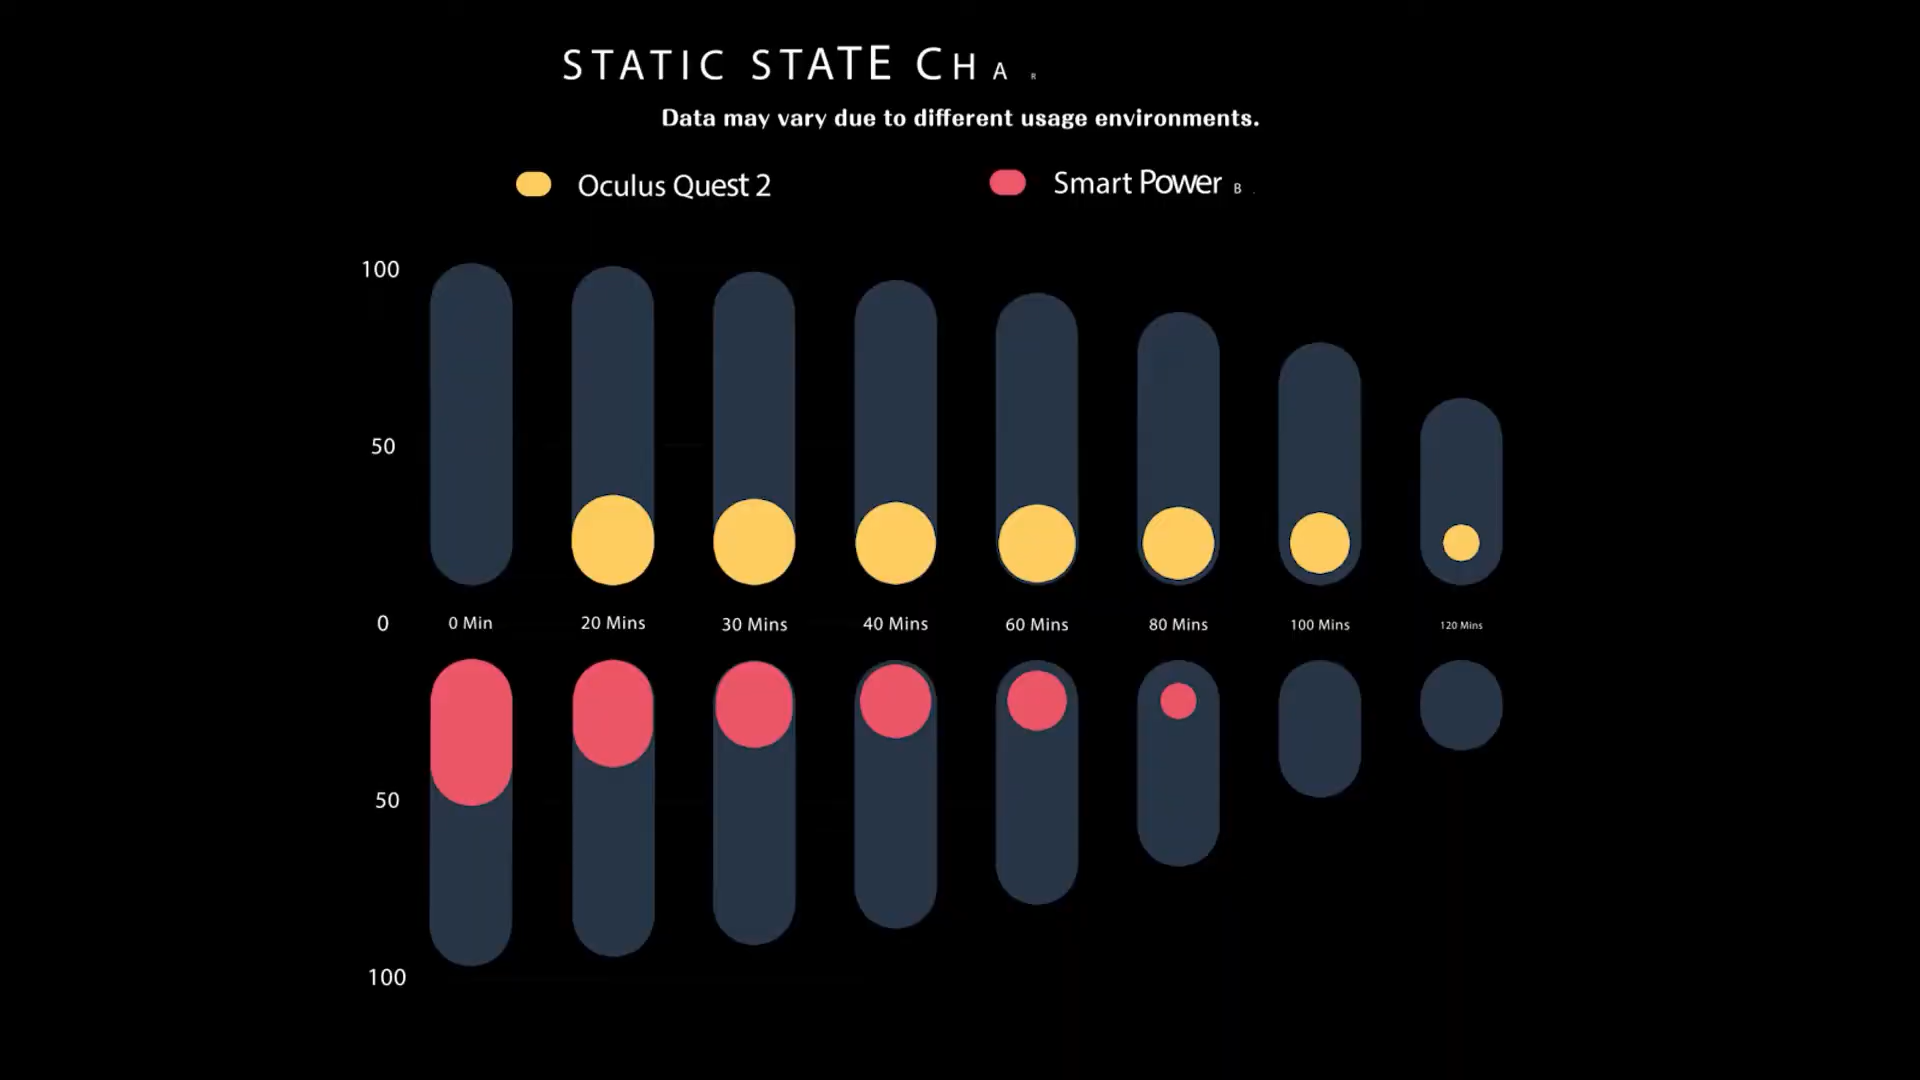 STATIC STATE CHAR
Data may vary due to different usage environments.
Oculus Quest 2
Smart Power B
100
50
0
0 Min
20 Mins
30 Mins
40 Mins
60 Mins
80 Mins
100 Mins
120 Mins
50
100